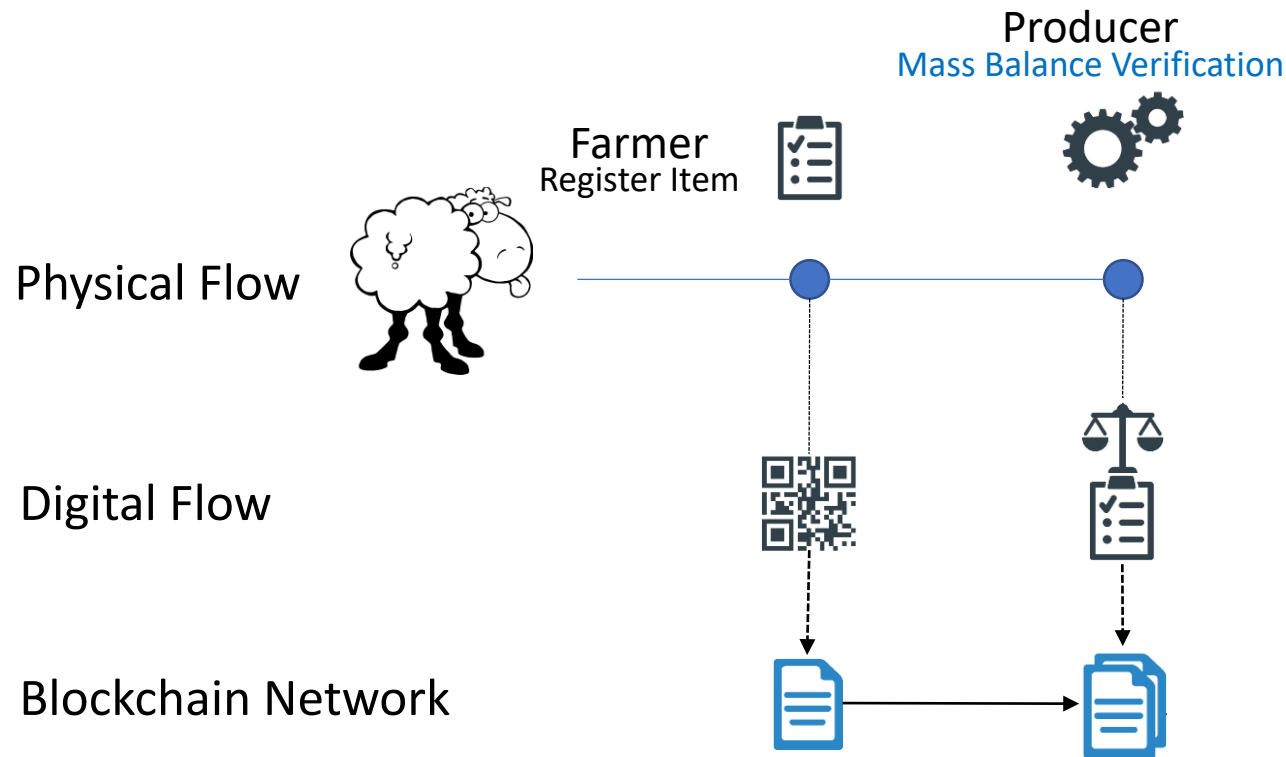 Producer
Mass Balance Verification
Farmer
Register Item
Physical Flow
Digital Flow
Blockchain Network